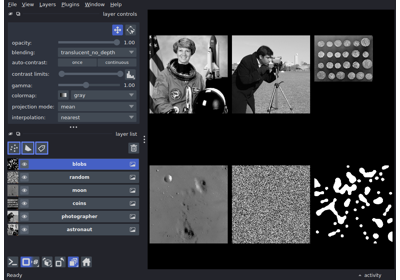 File View Layers Plugins Window Help
layer controls
opacity: 1.00
blending: translucent_no_depth
auto-contrast: once continuous
contrast limits:
gamma: 1.00
colormap: gray
projection mode: mean
interpolation: nearest
layer list
blobs
random
moon
coins
photographer
astronaut
Ready
activity